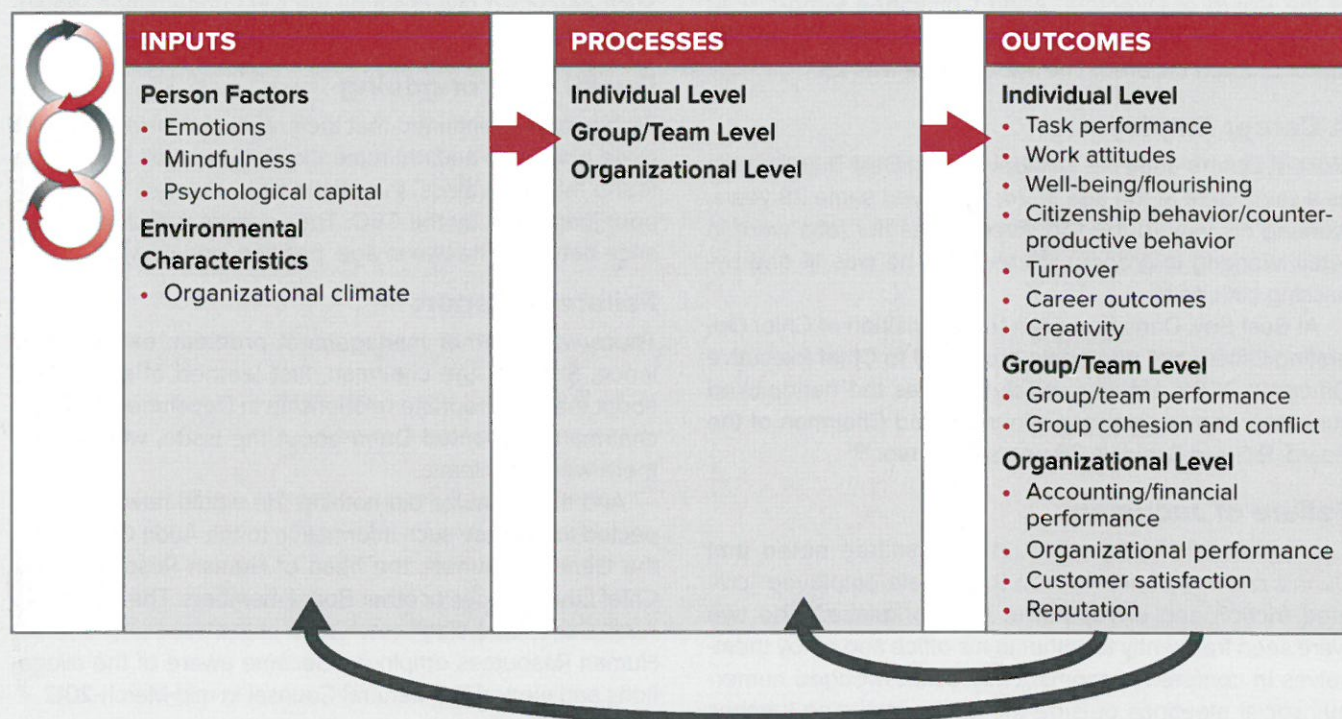 INPUTS
Person Factors
• Emotions
• Mindfulness
• Psychological capital
Environmental
Characteristics
• Organizational climate
PROCESSES
Individual Level
Group/Team Level
Organizational Level
OUTCOMES
Individual Level
• Task performance
• Work attitudes
• Well-being/flourishing
• Citizenship behavior/counter-
productive behavior
• Turnover
• Career outcomes
• Creativity
Group/Team Level
• Group/team performance
• Group cohesion and conflict
Organizational Level
• Accounting/financial
performance
• Organizational performance
• Customer satisfaction
• Reputation